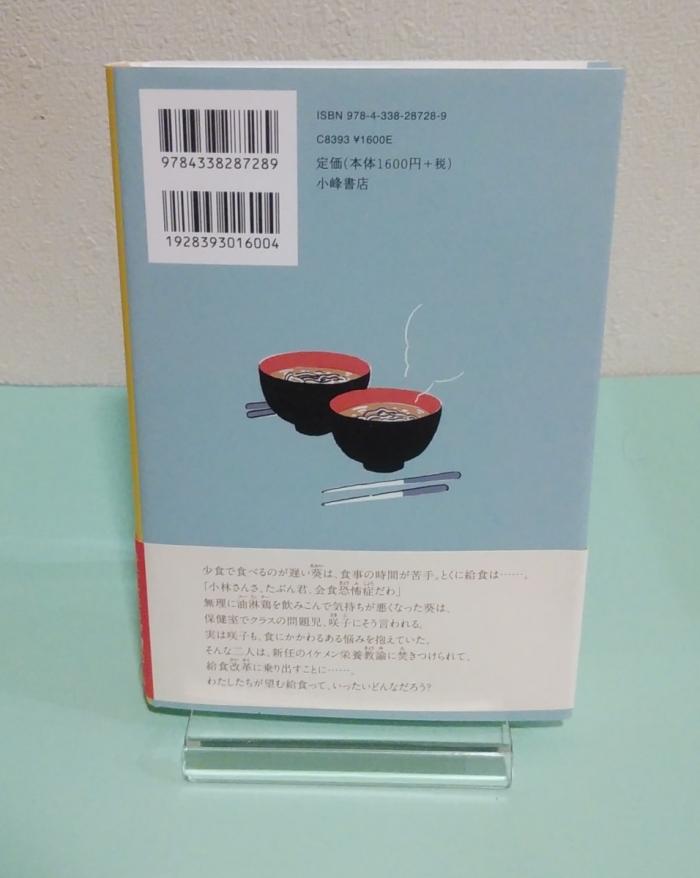 9784338287289
1928393016004
ISBN 978-4-338-28728-9
C8393 ¥1600E
定価(本体1600円+税)
小峰書店
少食で食べるのが遅い葵は、食事の時間が苦手。とくに給食は……。
「小林さんさ、たぶん君、会食恐怖症だわ」
無理に油淋鶏を飲みこんで気持ちが悪くなった葵は、
保健室でクラスの問題児、咲子にそう言われる。
実は咲子も、食にかかわるある悩みを抱えていた。
そんな二人は、新任のイケメン栄養教諭に焚きつけられて、
給食改革に乗り出すことに……。
わたしたちが望む給食って、いったいどんなだろう?